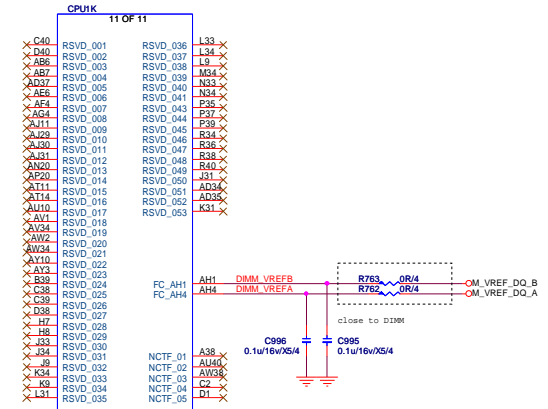 CPU1K
11 OF 11
C40 RSVD_001 RSVD_036 L33
D40 RSVD_002 RSVD_037 L34
AB6 RSVD_003 RSVD_038 L9
AB7 RSVD_004 RSVD_039 M34
AD37 RSVD_005 RSVD_040 N33
AE6 RSVD_006 RSVD_041 N34
AF4 RSVD_007 RSVD_043 P35
AG4 RSVD_008 RSVD_044 P37
AJ11 RSVD_009 RSVD_045 P39
AJ29 RSVD_010 RSVD_046 R34
AJ30 RSVD_011 RSVD_047 R36
AJ31 RSVD_012 RSVD_048 R38
AN20 RSVD_013 RSVD_049 R40
AP20 RSVD_014 RSVD_050 J31
AT11 RSVD_015 RSVD_051 AD34
AT14 RSVD_016 RSVD_052 AD35
AU10 RSVD_017 RSVD_053 K31
AV1 RSVD_018
AV34 RSVD_019
AW2 RSVD_020
AW34 RSVD_021
AY10 RSVD_022
AY3 RSVD_023
B39 RSVD_024 FC_AH1 AH1 DIMM_VREFB R763 0R/4 M_VREF_DQ_B
C38 RSVD_025 FC_AH4 AH4 DIMM_VREFA R762 0R/4 M_VREF_DQ_A
C39 RSVD_026
D38 RSVD_027
H7 RSVD_028
close to DIMM
H8 RSVD_029
J33 RSVD_030
C996 C995
0.1u/16v/X5/4 0.1u/16v/X5/4
J34 RSVD_031 NCTF_01 A38
J9 RSVD_032 NCTF_02 AU40
K34 RSVD_033 NCTF_03 AW38
K9 RSVD_034 NCTF_04 C2
L31 RSVD_035 NCTF_05 D1